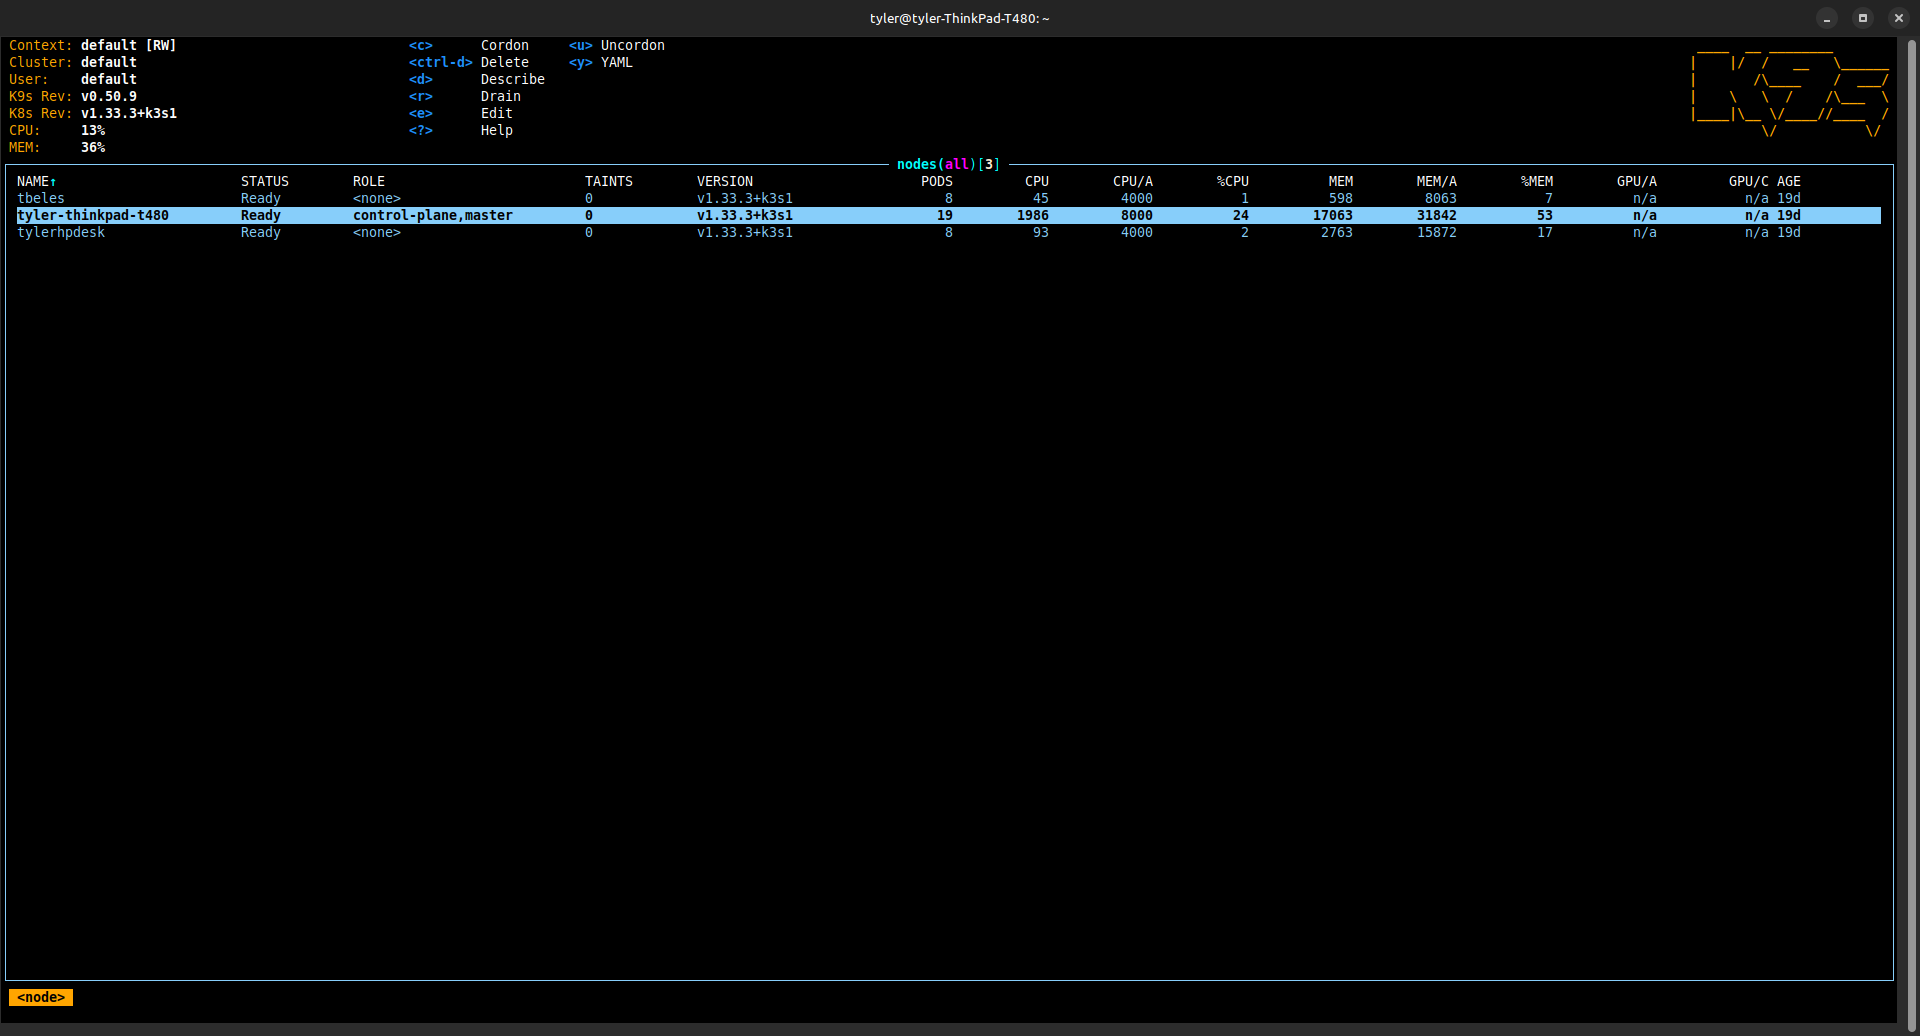 tyler@tyler-ThinkPad-T480: ~
Context: default [RW] <c> Cordon <u> Uncordon
Cluster: default <ctrl-d> Delete <y> YAML
User: default <d> Describe
K9s Rev: v0.50.9 <r> Drain
K8s Rev: v1.33.3+k3s1 <e> Edit
CPU: 13% <?> Help
MEM: 36%
nodes(all)[3]
NAME↑ STATUS ROLE TAINTS VERSION PODS CPU CPU/A %CPU MEM MEM/A %MEM GPU/A GPU/C AGE
tbeles Ready <none> 0 v1.33.3+k3s1 8 45 4000 1 598 8063 7 n/a n/a 19d
tyler-thinkpad-t480 Ready control-plane,master 0 v1.33.3+k3s1 19 1986 8000 24 17063 31842 53 n/a n/a 19d
tylerhpdesk Ready <none> 0 v1.33.3+k3s1 8 93 4000 2 2763 15872 17 n/a n/a 19d
<node>